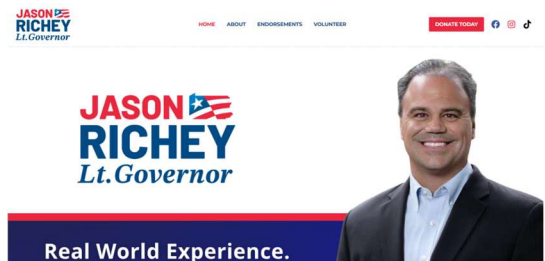 JASON
RICHEY
Lt.Governor
HOME ABOUT ENDORSEMENTS VOLUNTEER
DONATE TODAY
JASON
RICHEY
Lt.Governor
Real World Experience.